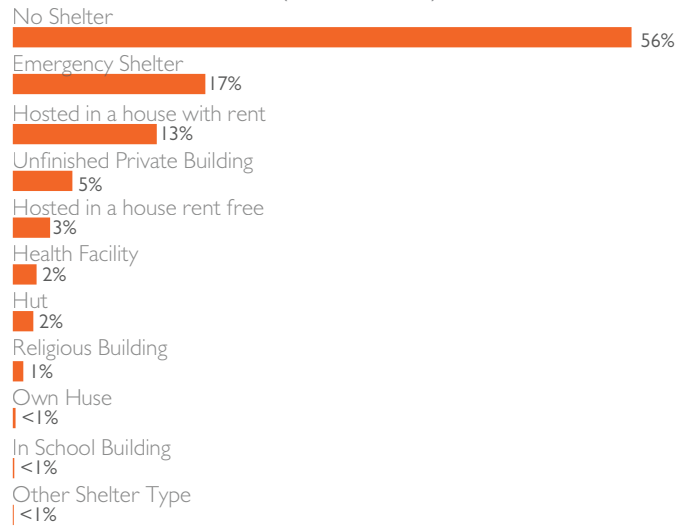 No Shelter
56%
Emergency Shelter
17%
Hosted in a house with rent
13%
Unfinished Private Building
5%
Hosted in a house rent free
3%
Health Facility
2%
Hut
2%
Religious Building
1%
Own Huse
<1%
In School Building
<1%
Other Shelter Type
<1%